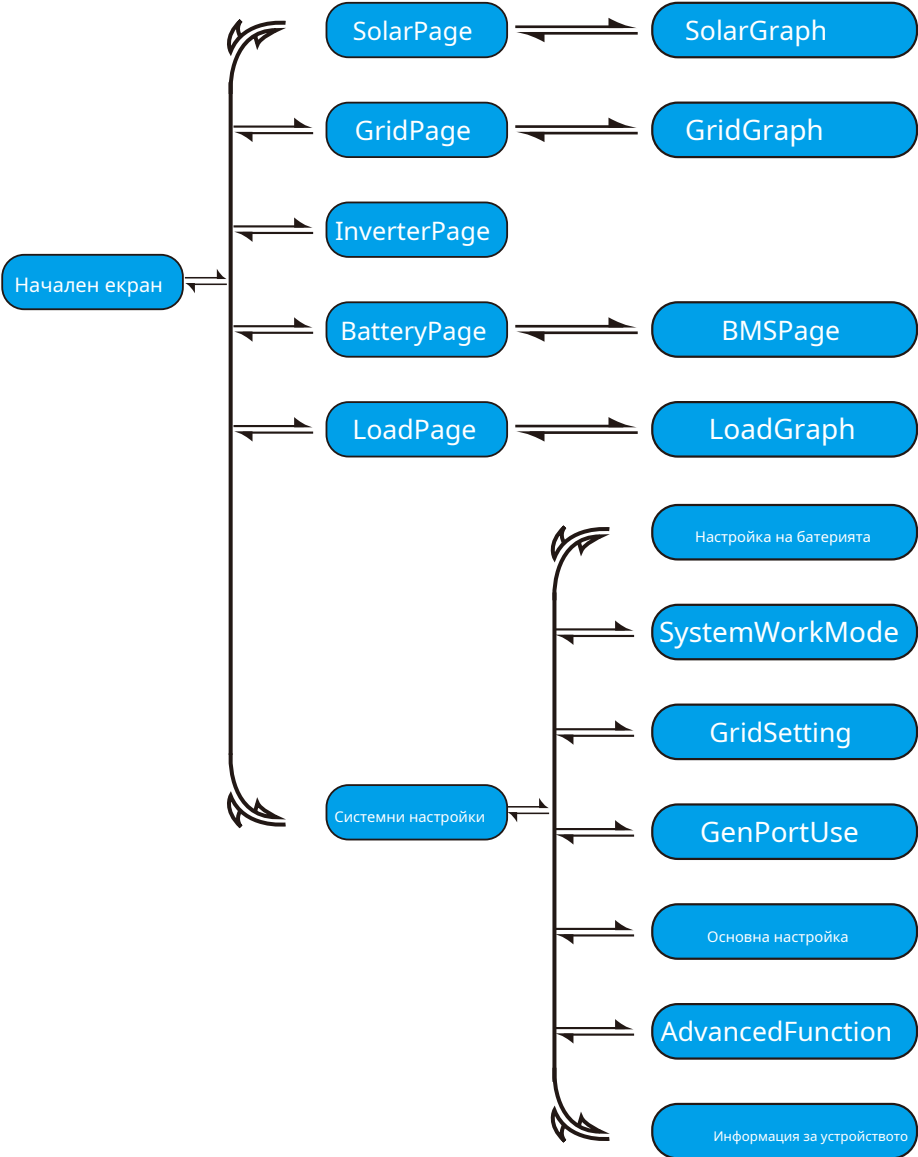 SolarPage
SolarGraph
GridPage
GridGraph
InverterPage
Начален екран
BatteryPage
BMSPage
LoadPage
LoadGraph
Настройка на батерията
SystemWorkMode
GridSetting
Системни настройки
GenPortUse
Основна настройка
AdvancedFunction
Информация за устройството